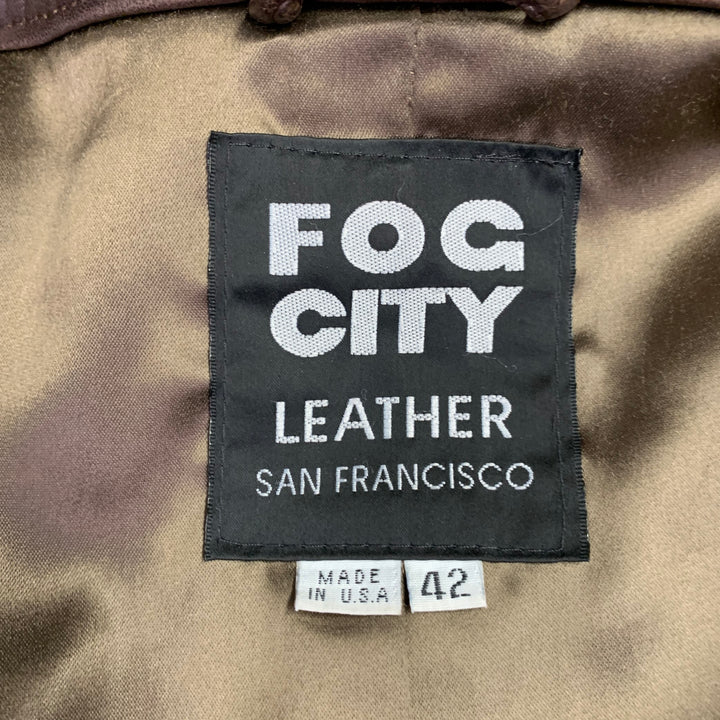 FOG
CITY
LEATHER
SAN FRANCISCO
MADE
IN U.S.A
42